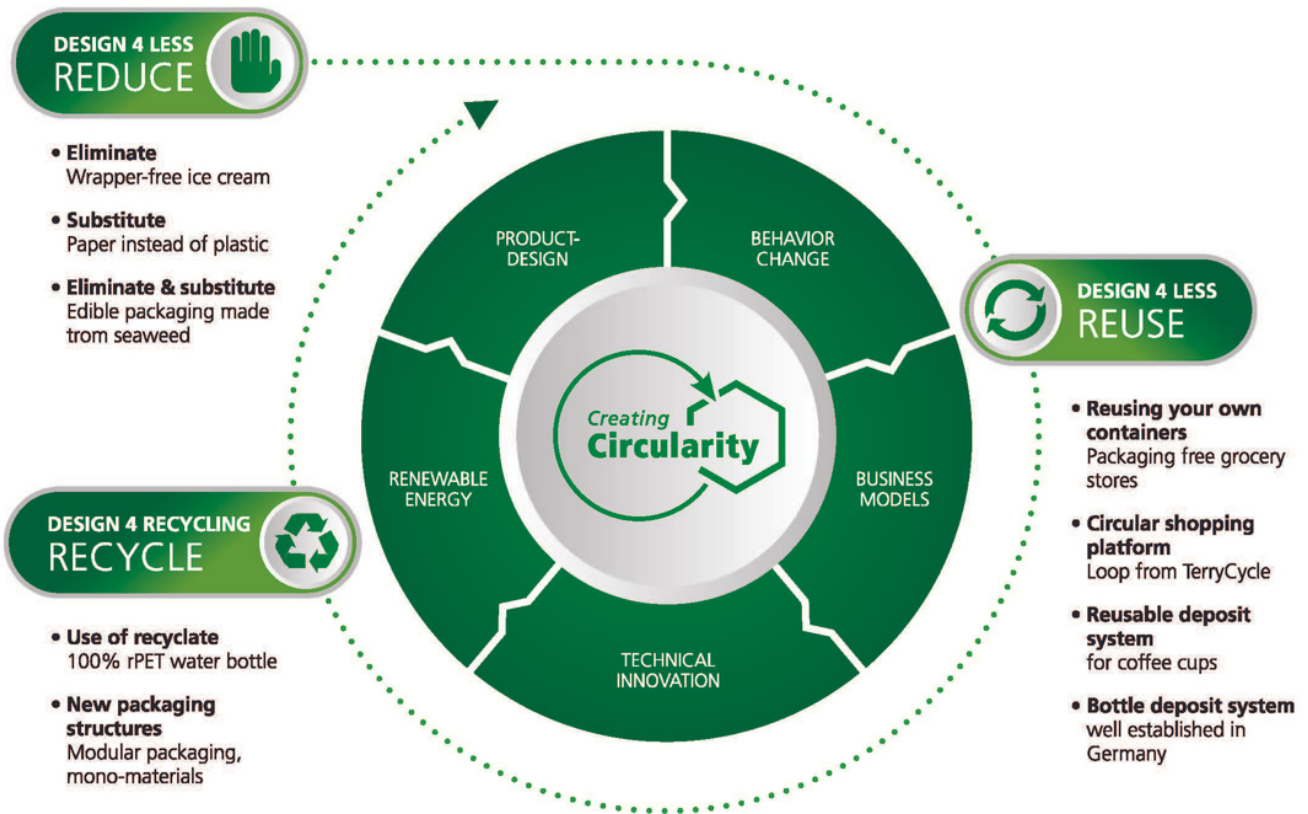 DESIGN 4 LESS
REDUCE
• Eliminate
Wrapper-free ice cream
• Substitute
Paper instead of plastic
• Eliminate & substitute
Edible packaging made
trom seaweed
PRODUCT-
DESIGN
BEHAVIOR
CHANGE
RENEWABLE
ENERGY
BUSINESS
MODELS
TECHNICAL
INNOVATION
Creating
Circularity
DESIGN 4 LESS
REUSE
• Reusing your own
containers
Packaging free grocery
stores
• Circular shopping
platform
Loop from TerryCycle
• Reusable deposit
system
for coffee cups
• Bottle deposit system
well established in
Germany
DESIGN 4 RECYCLING
RECYCLE
• Use of recyclate
100% rPET water bottle
• New packaging
structures
Modular packaging,
mono-materials